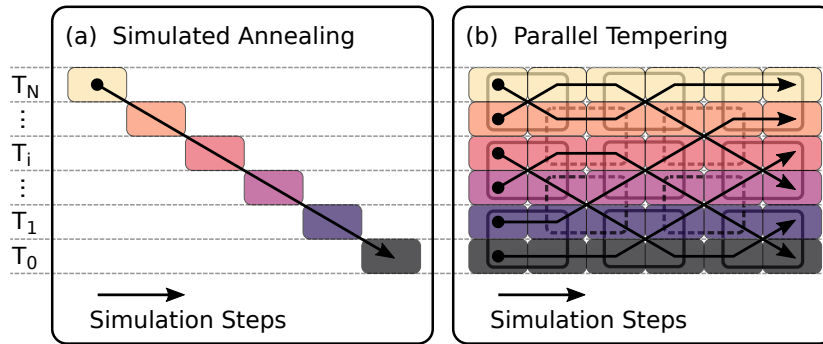 (a) Simulated Annealing
(b) Parallel Tempering
T_N
⋮
T_i
⋮
T_1
T_0
Simulation Steps
Simulation Steps